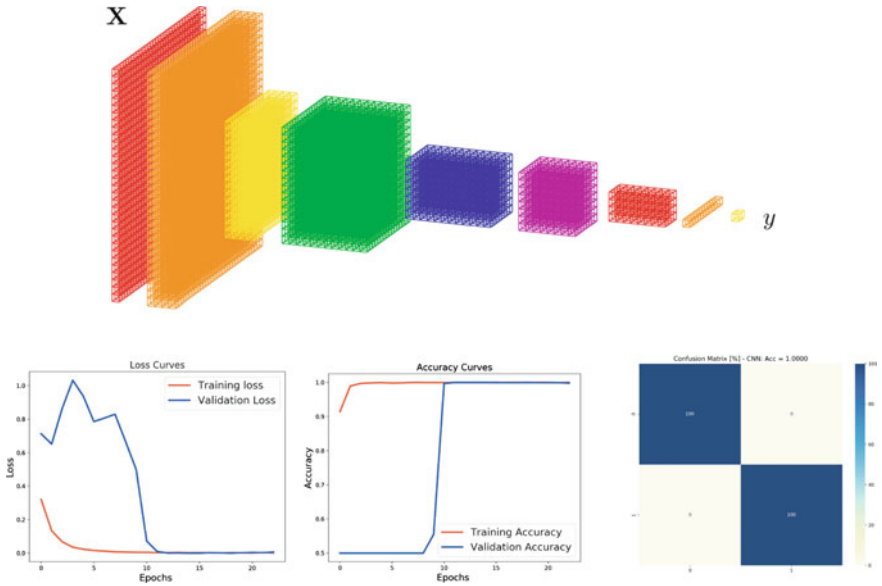 X
y
Loss Curves
Training loss
Validation Loss
1.0
0.8
0.6
0.4
0.2
0.0
0
5
10
15
20
Loss
Epochs
Accuracy Curves
1.0
0.9
0.8
0.7
0.6
0.5
0
5
10
15
20
Accuracy
Epochs
Training Accuracy
Validation Accuracy
Confusion Matrix [%] - CNN: Acc = 1.0000
100
0
0
100
0
1
0
1
100
80
60
40
20
0